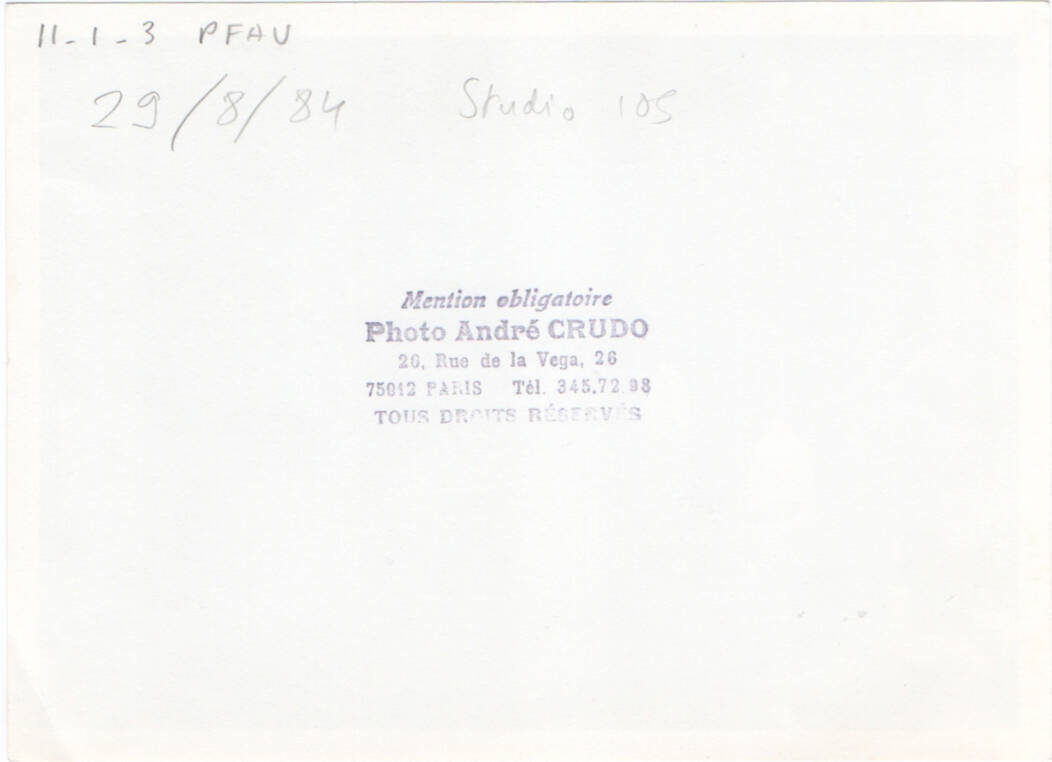 11-1-3 PFAU
29/8/84 Studio 105
Mention obligatoire
Photo André CRUDO
26, Rue de la Vega, 26
75012 PARIS Tél. 345.72.98
TOUS DROITS RÉSERVÉS